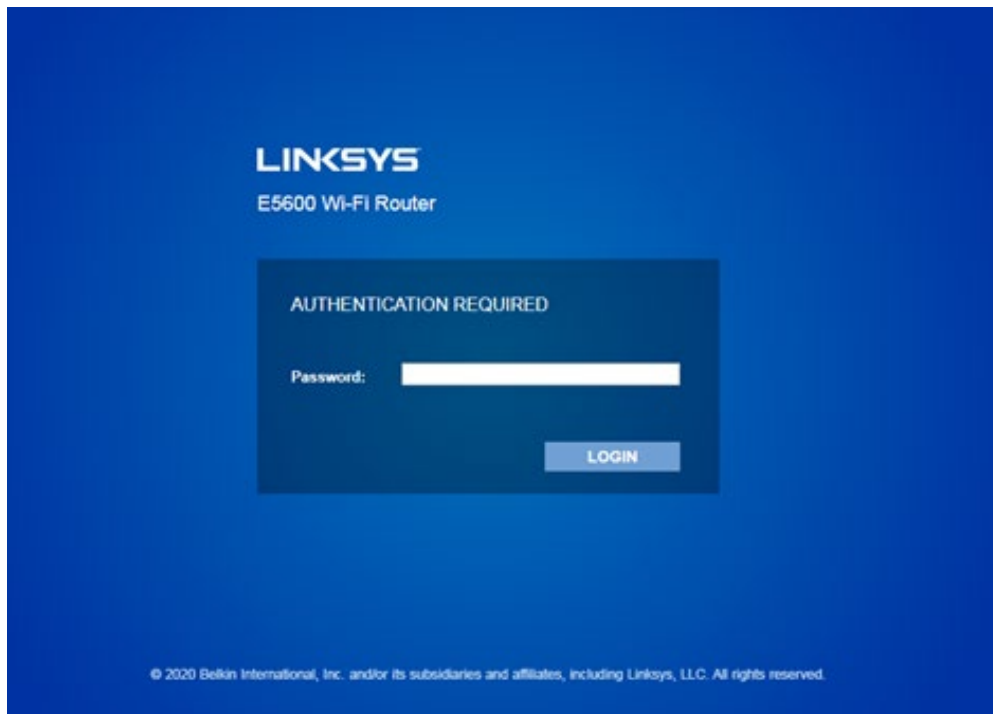 LINKSYS
E5600 Wi-Fi Router
AUTHENTICATION REQUIRED
Password:
LOGIN
© 2020 Belkin International, Inc. and/or its subsidiaries and affiliates, including Linksys, LLC. All rights reserved.